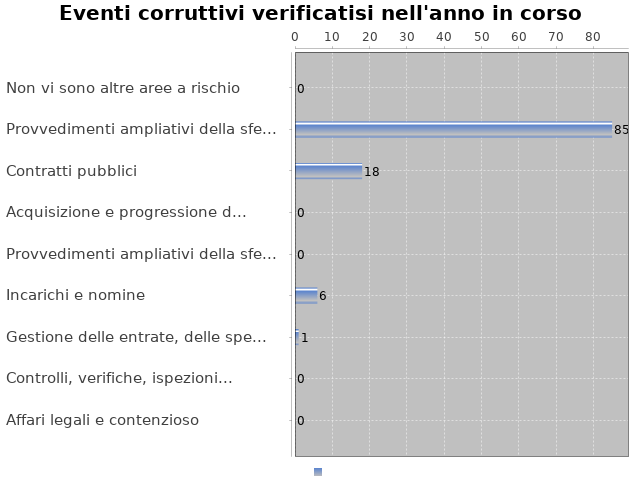 Eventi corruttivi verificatisi nell'anno in corso
0 10 20 30 40 50 60 70 80
Non vi sono altre aree a rischio 0
Provvedimenti ampliativi della sfe... 85
Contratti pubblici 18
Acquisizione e progressione d... 0
Provvedimenti ampliativi della sfe... 0
Incarichi e nomine 6
Gestione delle entrate, delle spe... 1
Controlli, verifiche, ispezioni... 0
Affari legali e contenzioso 0